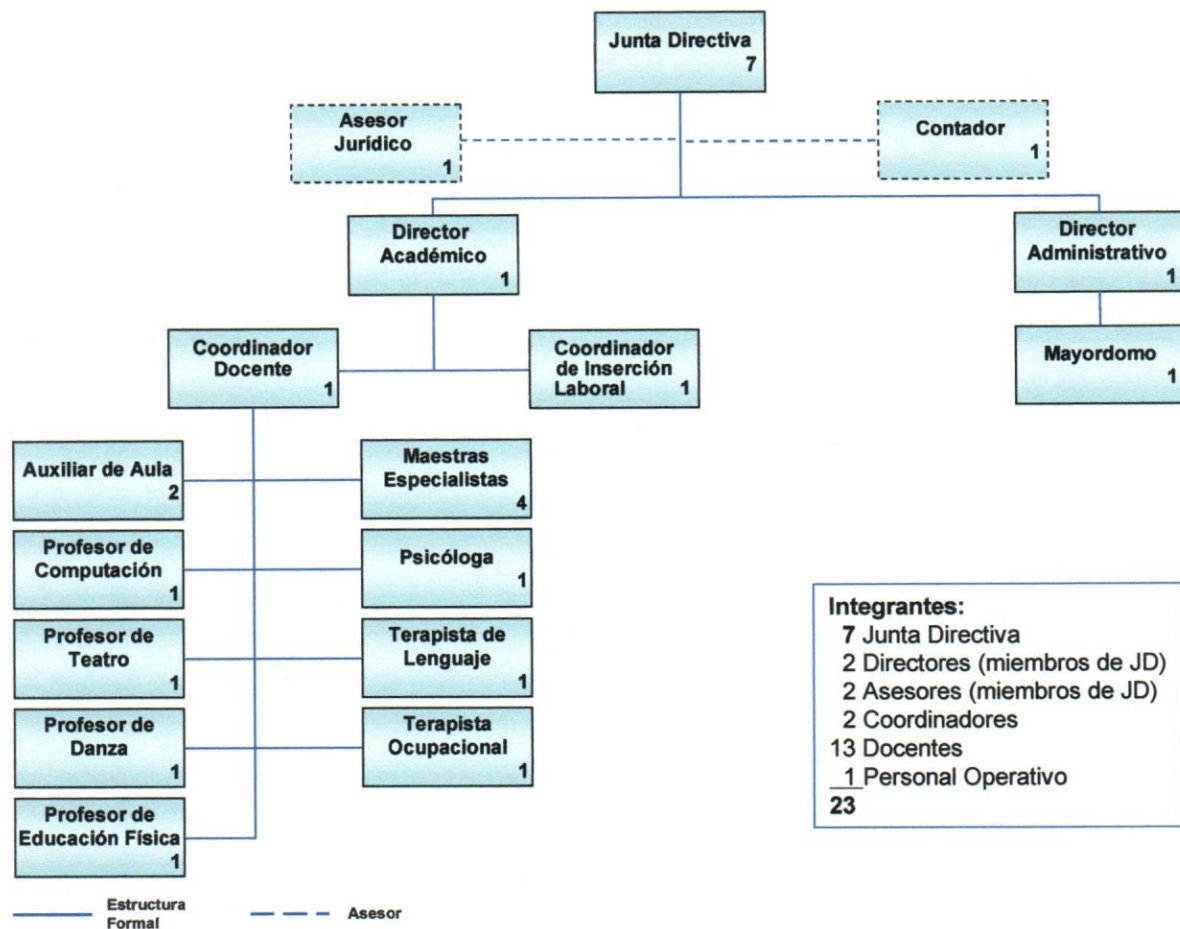 Junta Directiva
7
Asesor
Jurídico
1
Contador
1
Director
Académico
1
Director
Administrativo
1
Coordinador
Docente
1
Coordinador
de Inserción
Laboral
1
Mayordomo
1
Auxiliar de Aula
2
Maestras
Especialistas
4
Profesor de
Computación
1
Psicóloga
1
Profesor de
Teatro
1
Terapista de
Lenguaje
1
Profesor de
Danza
1
Terapista
Ocupacional
1
Profesor de
Educación Física
1
Integrantes:
7 Junta Directiva
2 Directores (miembros de JD)
2 Asesores (miembros de JD)
2 Coordinadores
13 Docentes
1 Personal Operativo
23
Estructura
Formal
Asesor